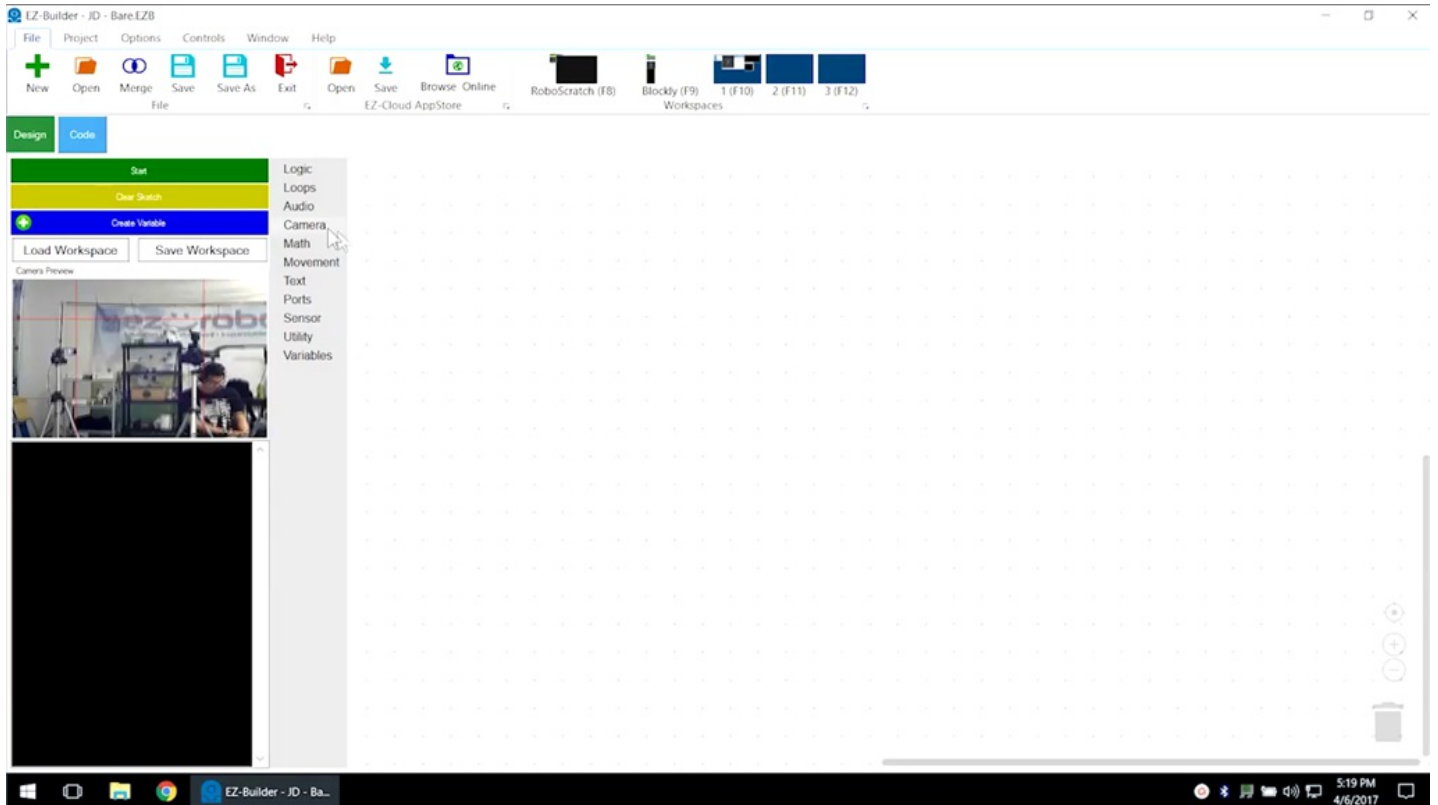 EZ-Builder - JD - Bare.EZB
File Project Options Controls Window Help
New Open Merge Save Save As Exit Open Save Browse Online RoboScratch (F8) Blockly (F9) 1 (F10) 2 (F11) 3 (F12)
File EZ-Cloud AppStore Workspaces
Design Code
Start
Clear Sketch
Create Variable
Load Workspace Save Workspace
Camera Preview
ez robo
Logic
Loops
Audio
Camera
Math
Movement
Text
Ports
Sensor
Utility
Variables
EZ-Builder - JD - Ba...
5:19 PM
4/6/2017